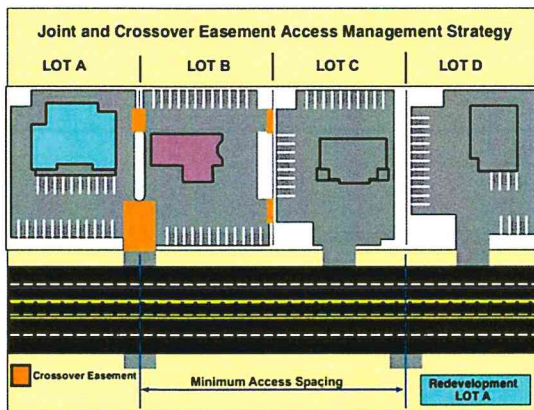 Joint and Crossover Easement Access Management Strategy
LOT A LOT B LOT C LOT D
Crossover Easement
Minimum Access Spacing
Redevelopment
LOT A